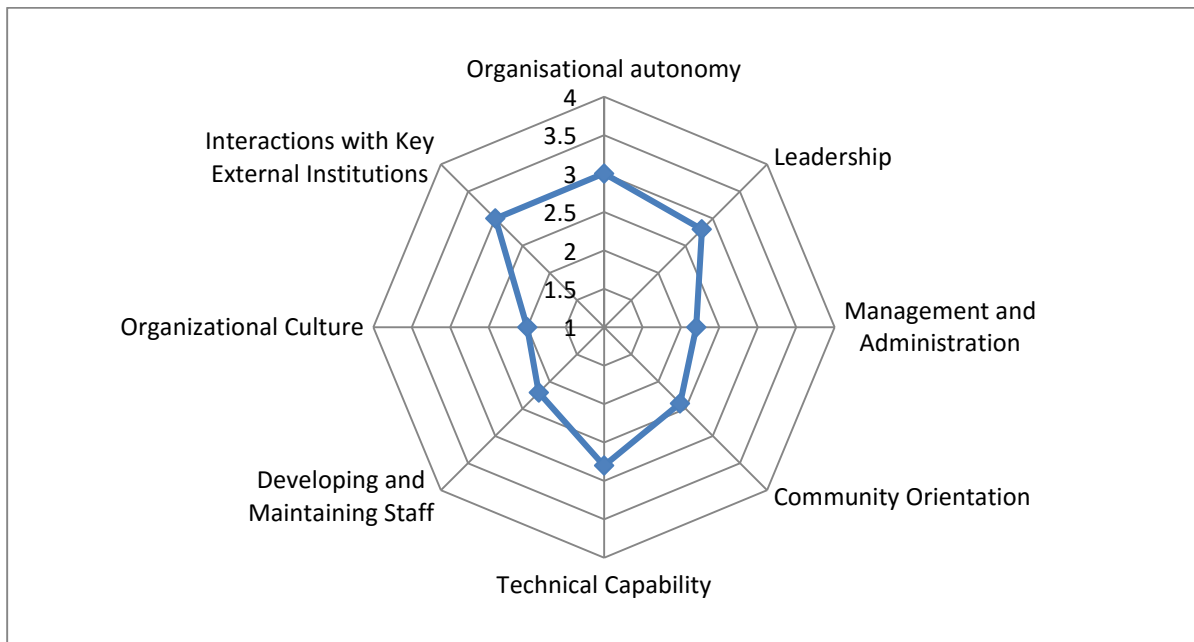 Organisational autonomy
4
3.5
3
2.5
2
1.5
1
Leadership
Management and
Administration
Community Orientation
Technical Capability
Developing and
Maintaining Staff
Organizational Culture
Interactions with Key
External Institutions